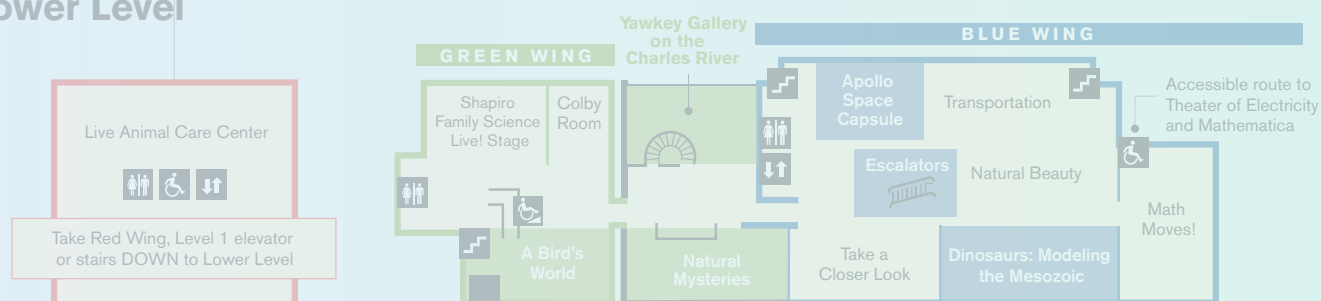 Lower Level
Live Animal Care Center
Take Red Wing, Level 1 elevator
or stairs DOWN to Lower Level
GREEN WING
Shapiro
Family Science
Live! Stage
Colby
Room
A Bird's
World
Yawkey Gallery
on the
Charles River
Natural
Mysteries
BLUE WING
Apollo
Space
Capsule
Transportation
Escalators
Natural Beauty
Take a
Closer Look
Dinosaurs: Modeling
the Mesozoic
Math
Moves!
Accessible route to
Theater of Electricity
and Mathematica